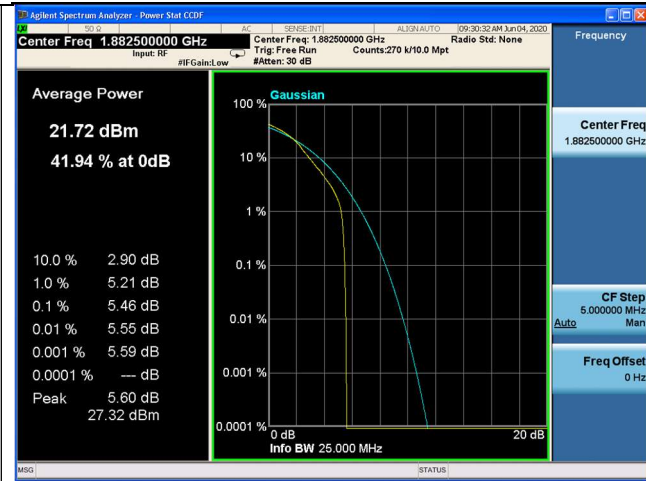 Agilent Spectrum Analyzer - Power Stat CCDF
50 Ω AC SENSE:INT ALIGNAUTO 09:30:32 AM Jun 04, 2020
Center Freq 1.882500000 GHz
Input: RF
#IFGain:Low
Center Freq: 1.882500000 GHz
Trig: Free Run Counts:270 k/10.0 Mpt
#Atten: 30 dB
Radio Std: None
Frequency
Average Power
21.72 dBm
41.94 % at 0dB
10.0 % 2.90 dB
1.0 % 5.21 dB
0.1 % 5.46 dB
0.01 % 5.55 dB
0.001 % 5.59 dB
0.0001 % --- dB
Peak 5.60 dB
27.32 dBm
Gaussian
100 %
10 %
1 %
0.1 %
0.01 %
0.001 %
0.0001 %
0 dB 20 dB
Info BW 25.000 MHz
Center Freq
1.882500000 GHz
CF Step
5.000000 MHz
Auto Man
Freq Offset
0 Hz
MSG STATUS